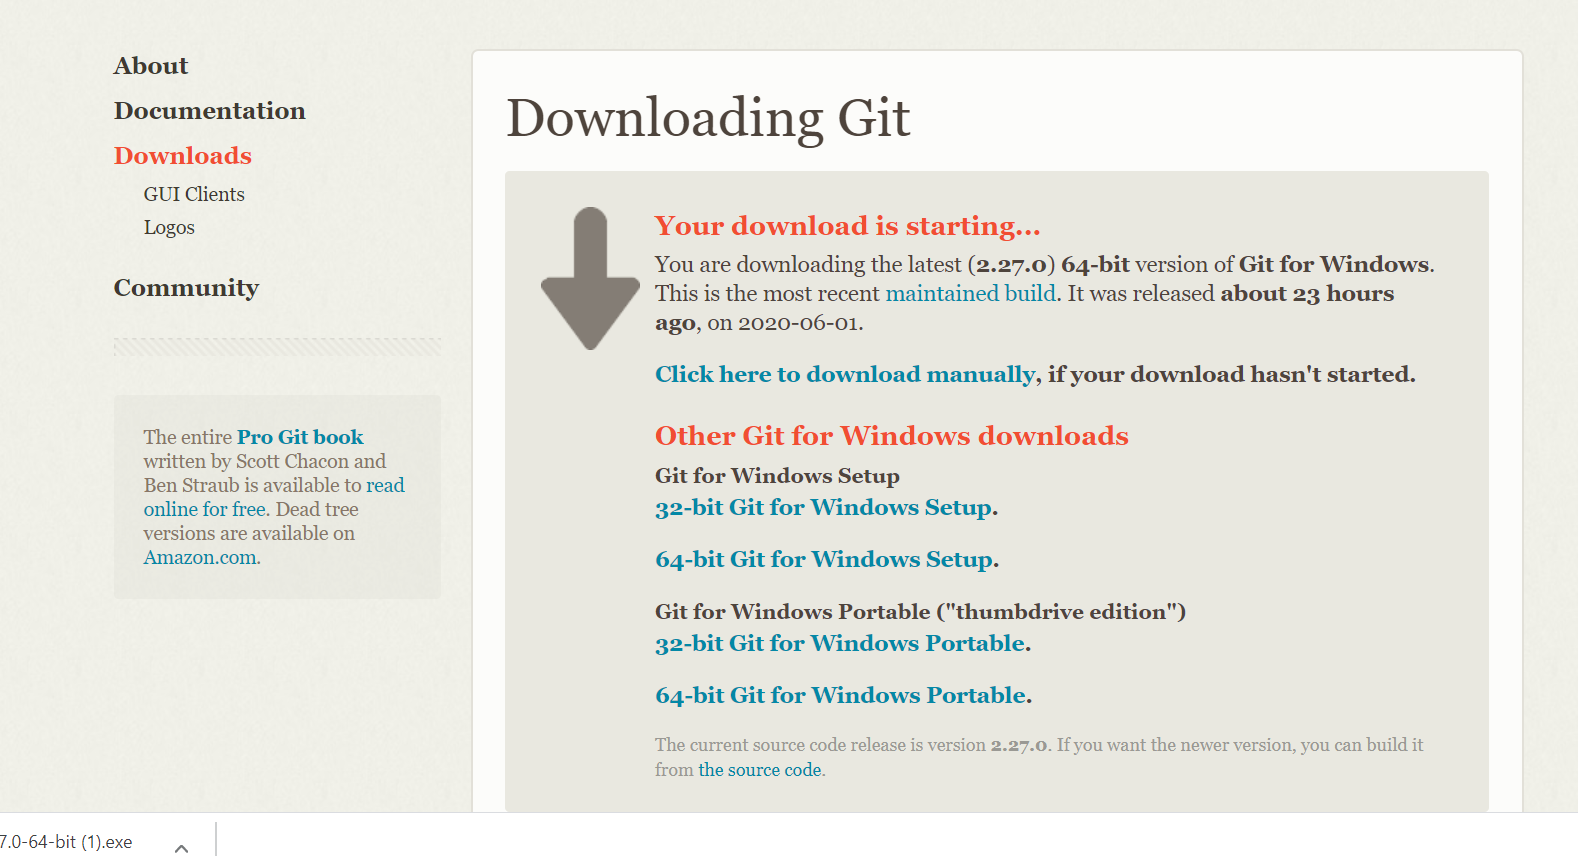 About
Documentation
Downloads
GUI Clients
Logos
Community
The entire Pro Git book
written by Scott Chacon and
Ben Straub is available to read
online for free. Dead tree
versions are available on
Amazon.com.
Downloading Git
Your download is starting...
You are downloading the latest (2.27.0) 64-bit version of Git for Windows.
This is the most recent maintained build. It was released about 23 hours
ago, on 2020-06-01.
Click here to download manually, if your download hasn't started.
Other Git for Windows downloads
Git for Windows Setup
32-bit Git for Windows Setup.
64-bit Git for Windows Setup.
Git for Windows Portable ("thumbdrive edition")
32-bit Git for Windows Portable.
64-bit Git for Windows Portable.
The current source code release is version 2.27.0. If you want the newer version, you can build it
from the source code.
7.0-64-bit (1).exe